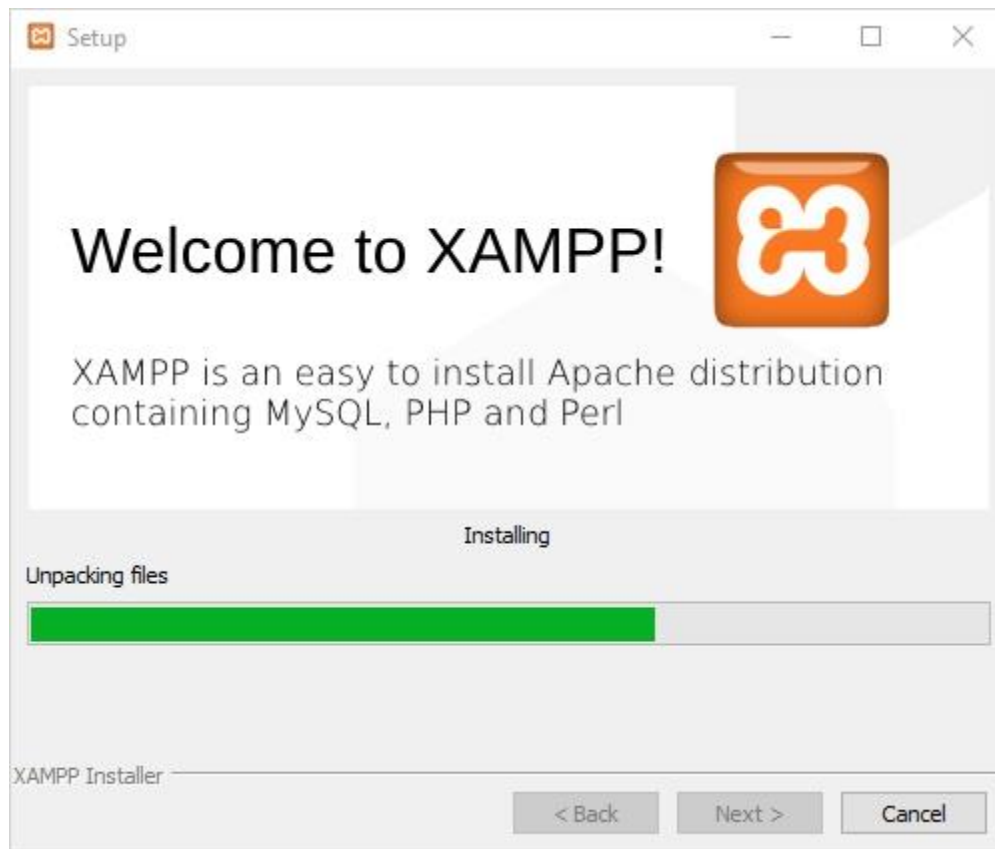 Setup
Welcome to XAMPP!
XAMPP is an easy to install Apache distribution
containing MySQL, PHP and Perl
Installing
Unpacking files
XAMPP Installer
< Back
Next >
Cancel